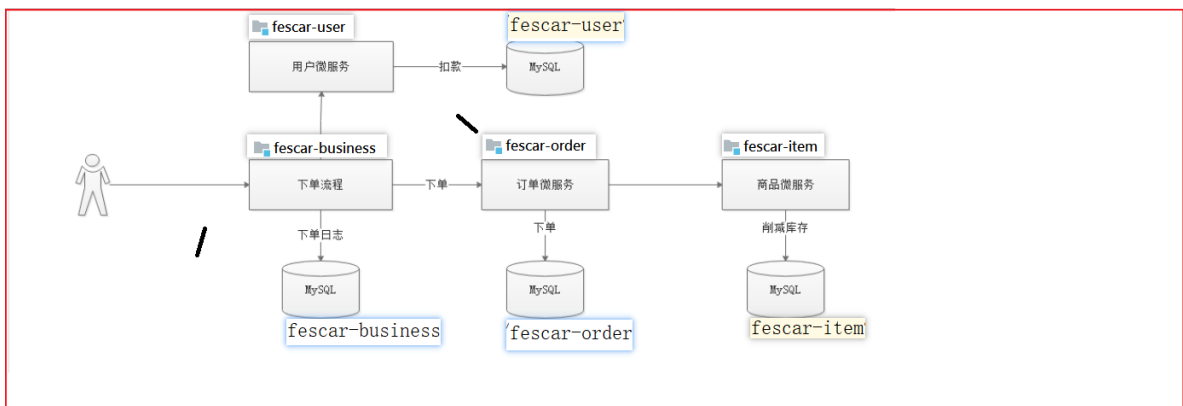 fescar-user
fescar-user
用户微服务
扣款
MySQL
fescar-business
fescar-order
fescar-item
下单流程
下单
订单微服务
商品微服务
下单日志
下单
削减库存
MySQL
MySQL
MySQL
fescar-business
fescar-order
fescar-item